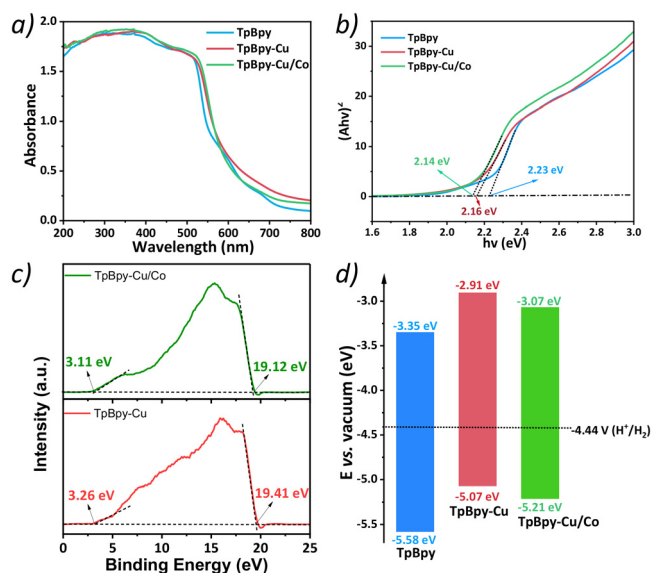 a)
2.0
1.5
1.0
0.5
0.0
Absorbance
TpBpy
TpBpy-Cu
TpBpy-Cu/Co
200 300 400 500 600 700 800
Wavelength (nm)
b)
30
20
10
0
(Ahv)²
TpBpy
TpBpy-Cu
TpBpy-Cu/Co
2.14 eV
2.23 eV
2.16 eV
1.6 1.8 2.0 2.2 2.4 2.6 2.8 3.0
hv (eV)
c)
Intensity (a.u.)
TpBpy-Cu/Co
3.11 eV
19.12 eV
TpBpy-Cu
3.26 eV
19.41 eV
0 5 10 15 20 25
Binding Energy (eV)
d)
E vs. vacuum (eV)
-3.0
-3.5
-4.0
-4.5
-5.0
-5.5
-2.91 eV
-3.07 eV
-3.35 eV
-4.44 V (H⁺/H₂)
-5.07 eV
TpBpy-Cu
-5.21 eV
TpBpy-Cu/Co
-5.58 eV
TpBpy